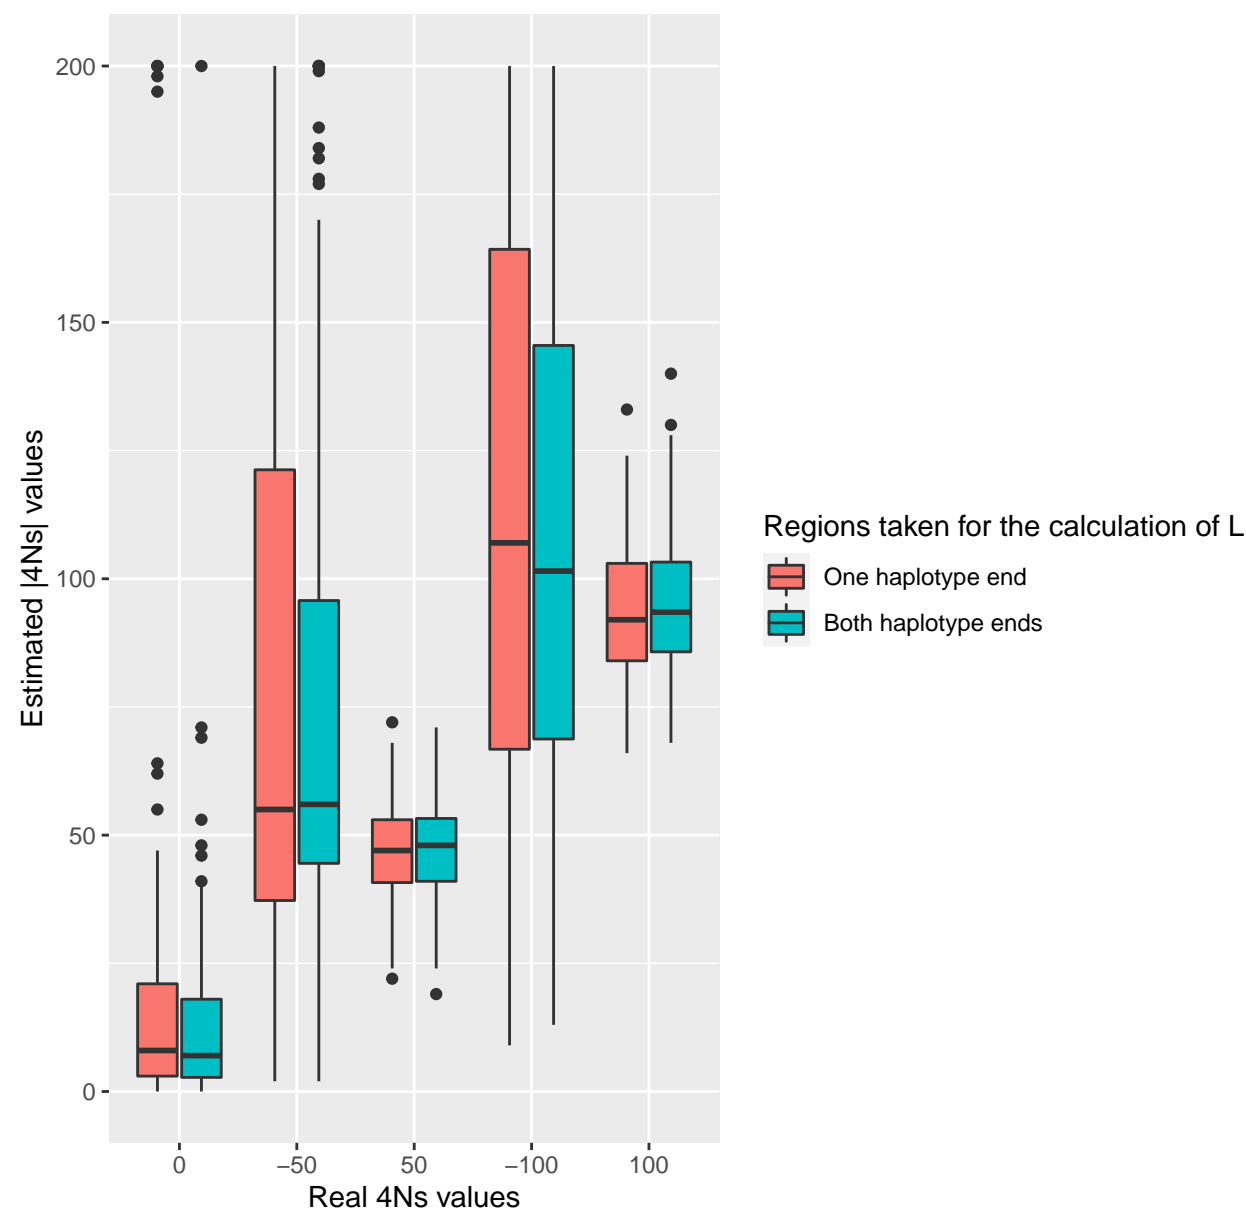 200
150
100
50
0
Estimated |4Ns| values
0 −50 50 −100 100
Real 4Ns values
Regions taken for the calculation of L
One haplotype end
Both haplotype ends